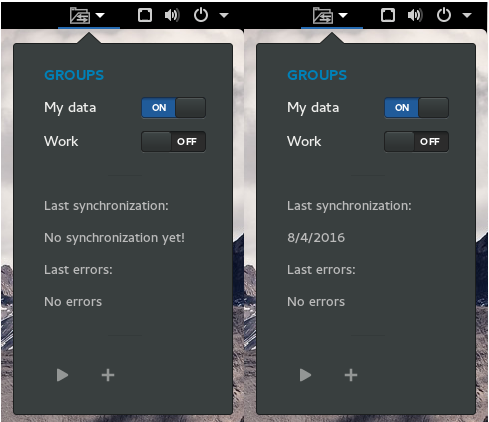 GROUPS
My data ON
Work OFF
Last synchronization:
No synchronization yet!
Last errors:
No errors
GROUPS
My data ON
Work OFF
Last synchronization:
8/4/2016
Last errors:
No errors